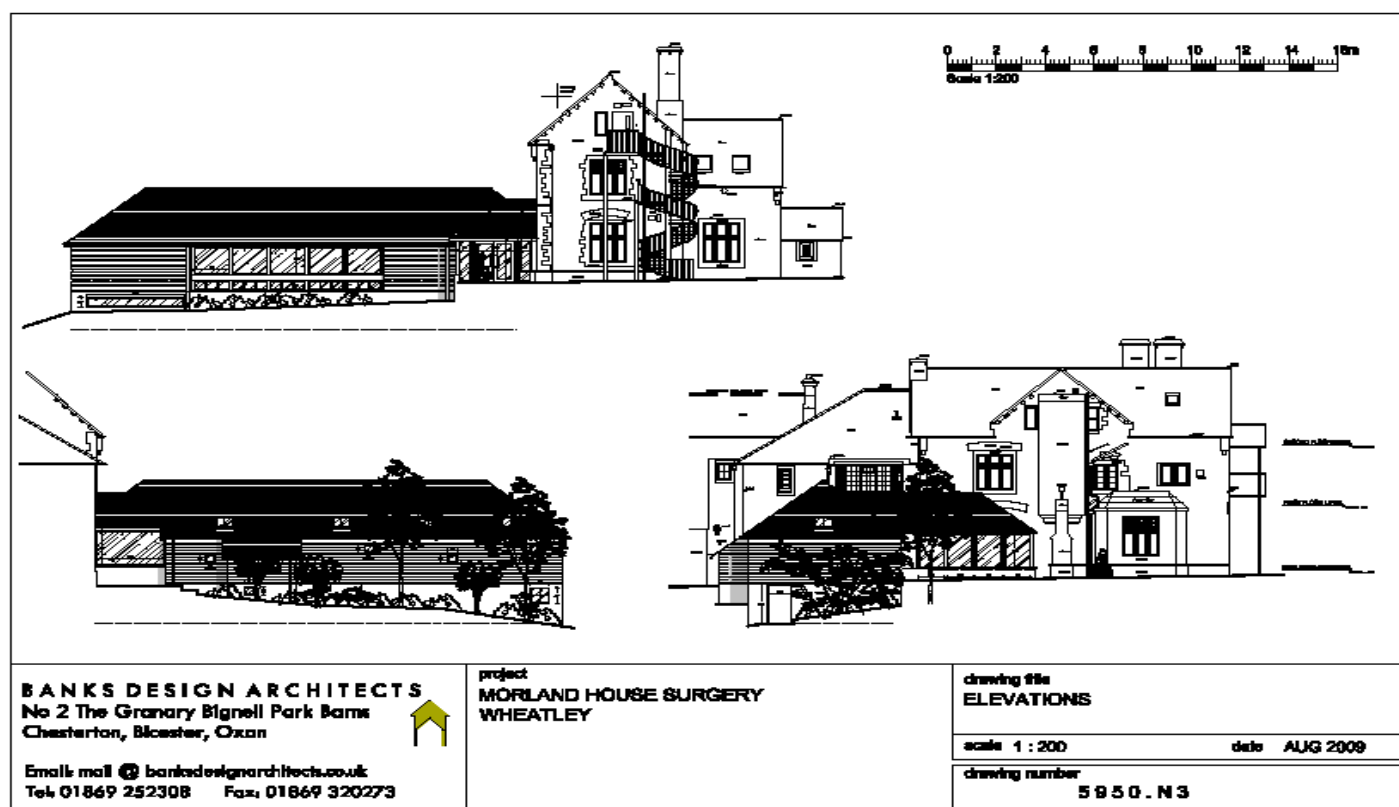 0 2 4 6 8 10 12 14 16m
Scale 1:200
BANKS DESIGN ARCHITECTS
No 2 The Granary Bignell Park Barns
Chesterton, Bicester, Oxon
Email: mail @ banksdesignarchitects.co.uk
Tel: 01869 252308 Fax: 01869 320273
project
MORLAND HOUSE SURGERY
WHEATLEY
drawing title
ELEVATIONS
scale 1 : 200 date AUG 2009
drawing number
5950.N3